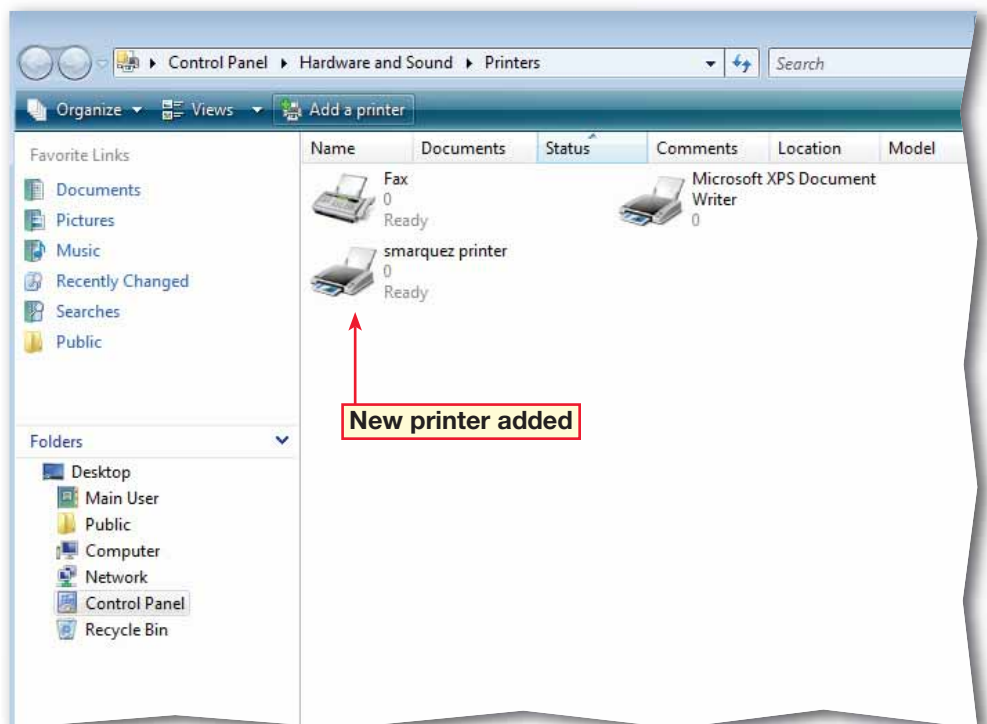 Control Panel Hardware and Sound Printers
Search
Organize Views Add a printer
Favorite Links
Documents
Pictures
Music
Recently Changed
Searches
Public
Folders
Desktop
Main User
Public
Computer
Network
Control Panel
Recycle Bin
Name Documents Status Comments Location Model
Fax
0
Ready
Microsoft XPS Document
Writer
0
smarquez printer
0
Ready
New printer added